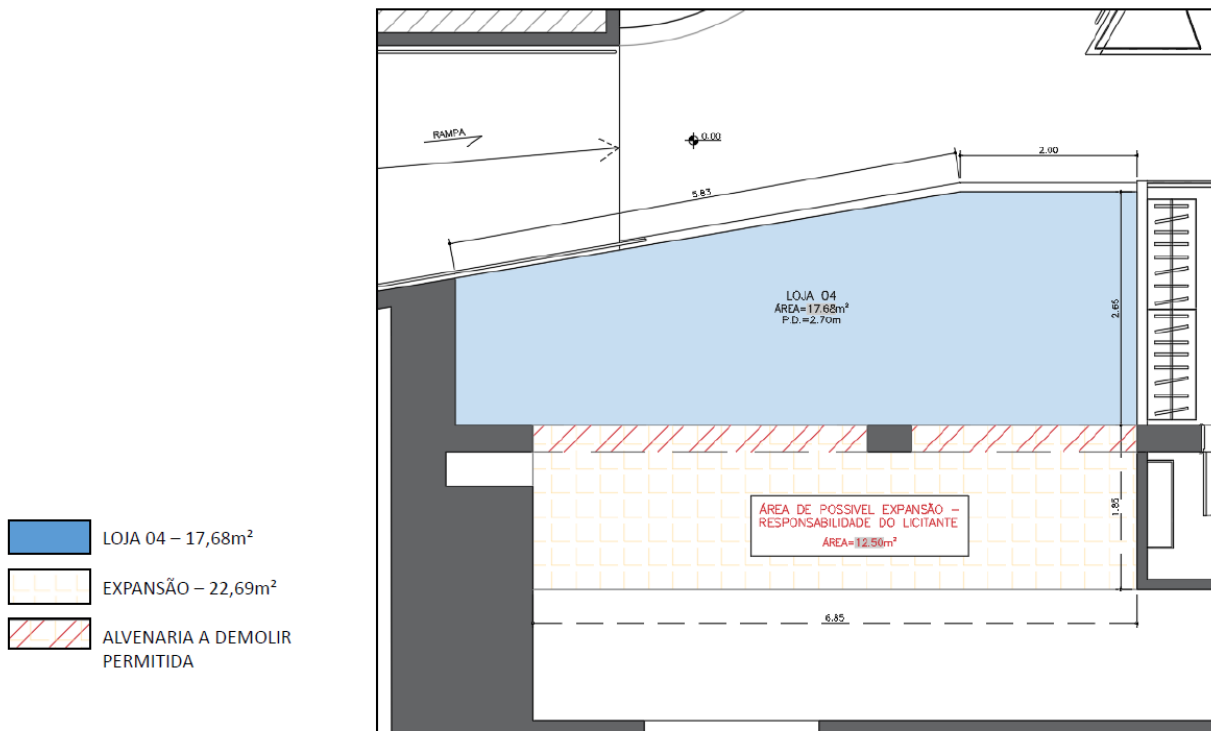 RAMPA
0.00
2.00
5.83
LOJA 04
ÁREA=17.68m²
P.D.=2.70m
2.65
ÁREA DE POSSIVEL EXPANSÃO –
RESPONSABILIDADE DO LICITANTE
ÁREA=12.50m²
1.85
6.85
LOJA 04 – 17,68m²
EXPANSÃO – 22,69m²
ALVENARIA A DEMOLIR
PERMITIDA